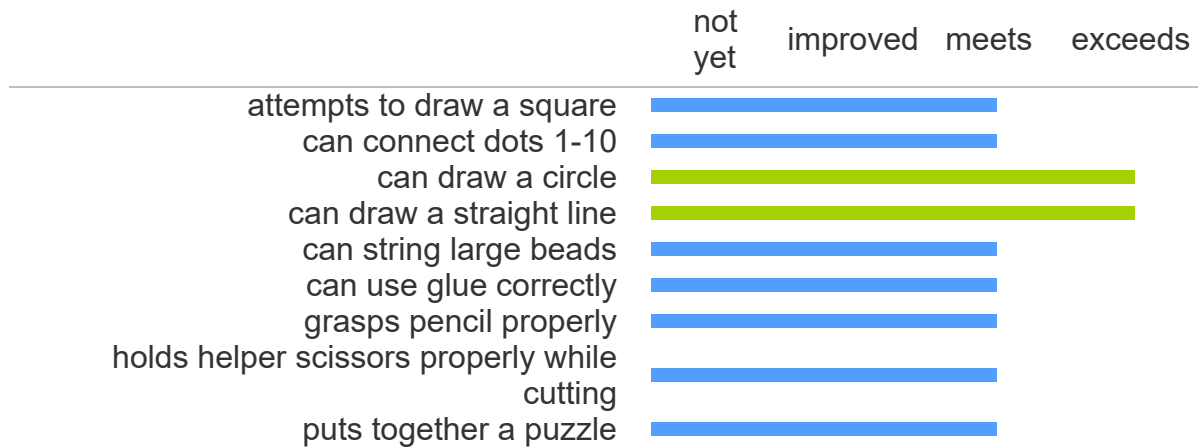 not
yet
improved meets exceeds
attempts to draw a square
can connect dots 1-10
can draw a circle
can draw a straight line
can string large beads
can use glue correctly
grasps pencil properly
holds helper scissors properly while
cutting
puts together a puzzle